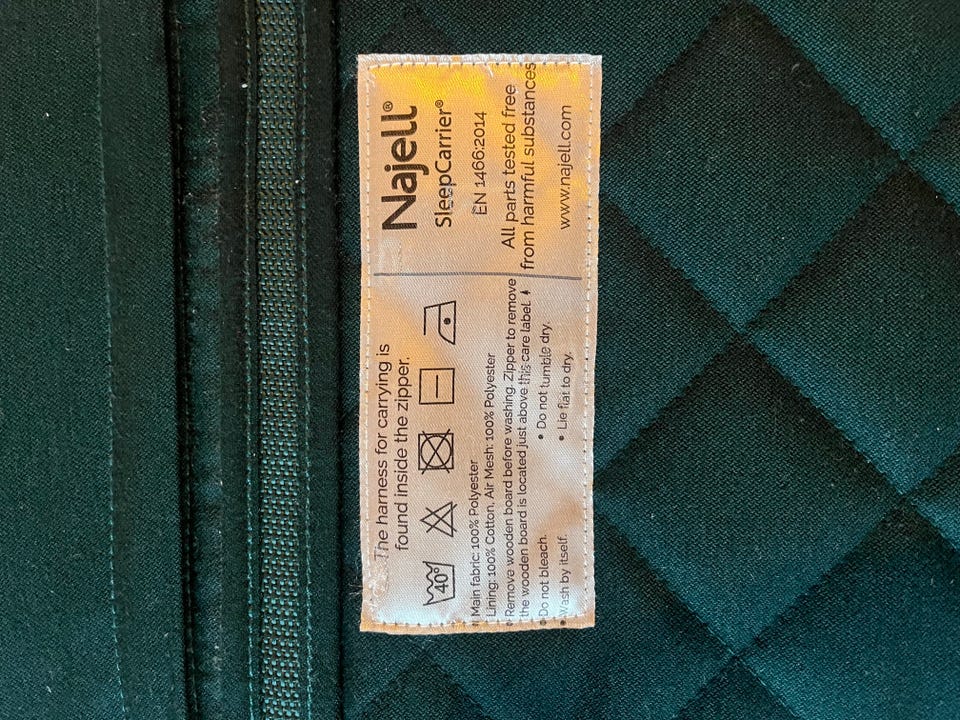 The harness for carrying is
found inside the zipper.
40°
Main fabric: 100% Polyester
Lining: 100% Cotton, Air Mesh: 100% Polyester
• Remove wooden board before washing. Zipper to remove
the wooden board is located just above this care label.
• Do not bleach. • Do not tumble dry.
• Wash by itself. • Lie flat to dry.
Najell®
SleepCarrier®
EN 1466:2014
All parts tested free
from harmful substances
www.najell.com